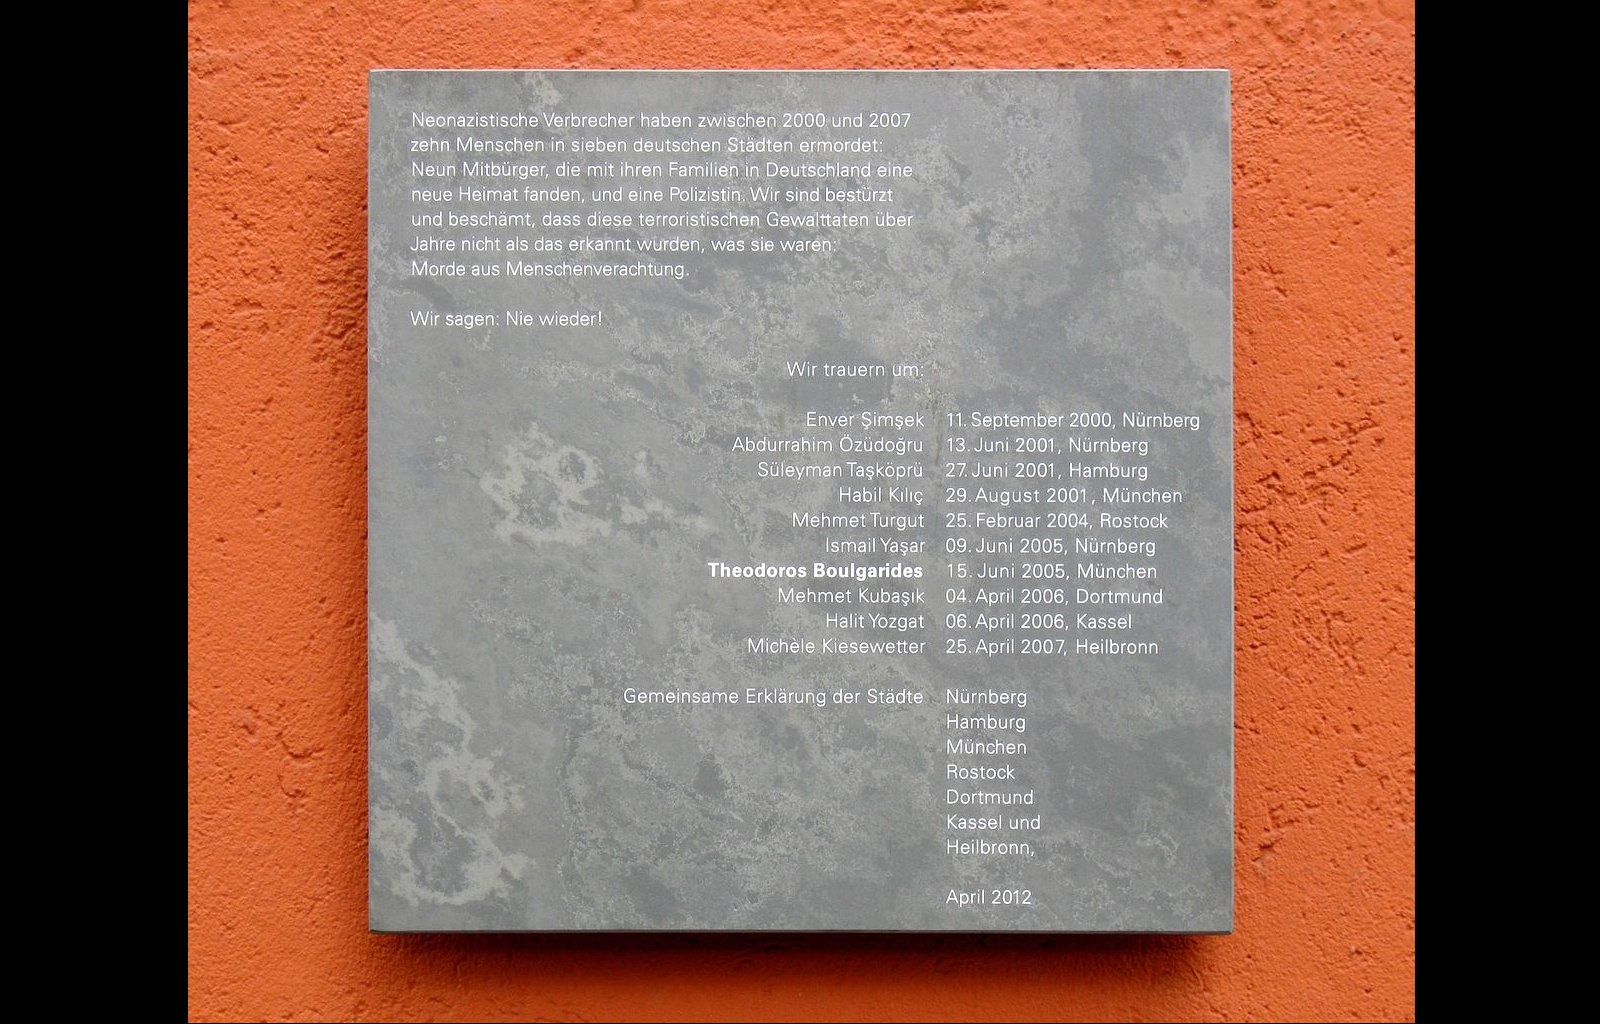 Neonazistische Verbrecher haben zwischen 2000 und 2007
zehn Menschen in sieben deutschen Städten ermordet:
Neun Mitbürger, die mit ihren Familien in Deutschland eine
neue Heimat fanden, und eine Polizistin. Wir sind bestürzt
und beschämt, dass diese terroristischen Gewalttaten über
Jahre nicht als das erkannt wurden, was sie waren:
Morde aus Menschenverachtung.
Wir sagen: Nie wieder!
Wir trauern um:
Enver Şimşek 11. September 2000, Nürnberg
Abdurrahim Özüdoğru 13. Juni 2001, Nürnberg
Süleyman Taşköprü 27. Juni 2001, Hamburg
Habil Kılıç 29. August 2001, München
Mehmet Turgut 25. Februar 2004, Rostock
Ismail Yaşar 09. Juni 2005, Nürnberg
Theodoros Boulgarides 15. Juni 2005, München
Mehmet Kubaşık 04. April 2006, Dortmund
Halit Yozgat 06. April 2006, Kassel
Michèle Kiesewetter 25. April 2007, Heilbronn
Gemeinsame Erklärung der Städte Nürnberg
Hamburg
München
Rostock
Dortmund
Kassel und
Heilbronn,
April 2012